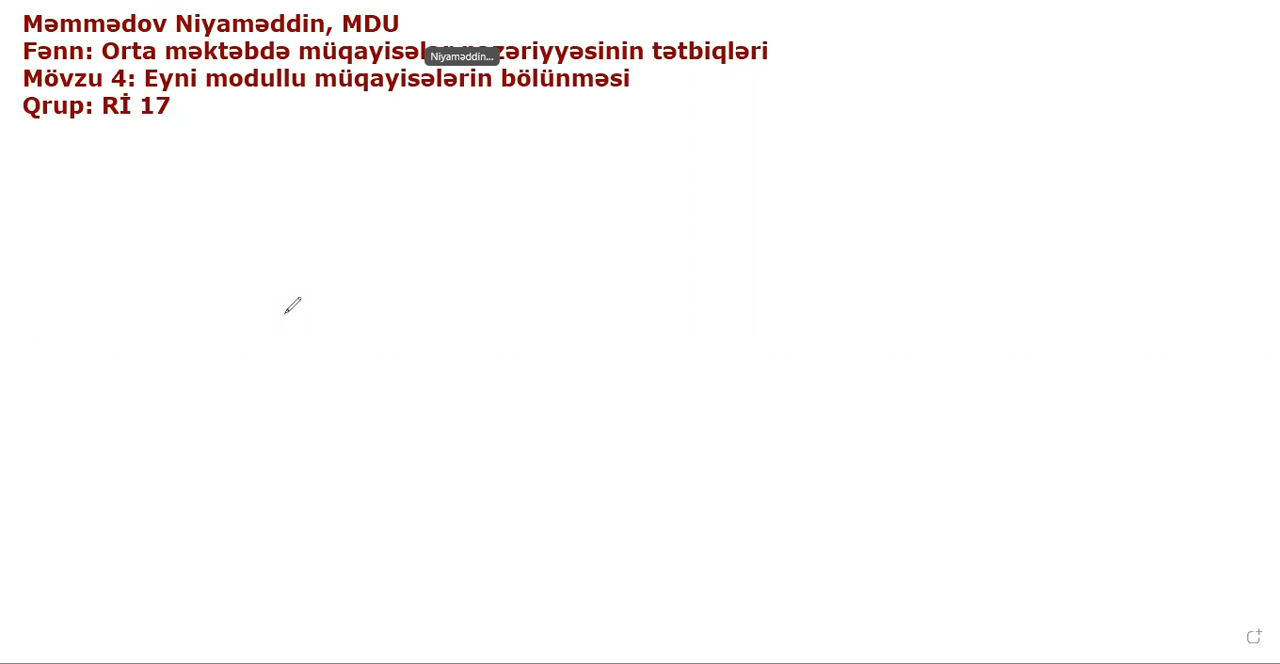 Məmmədov Niyaməddin, MDU
Fənn: Orta məktəbdə tətbiqləri
Niyaməddin...
Mövzu 4: Eyni modullu müqayisələrin bölünməsi
Qrup: Rİ 17